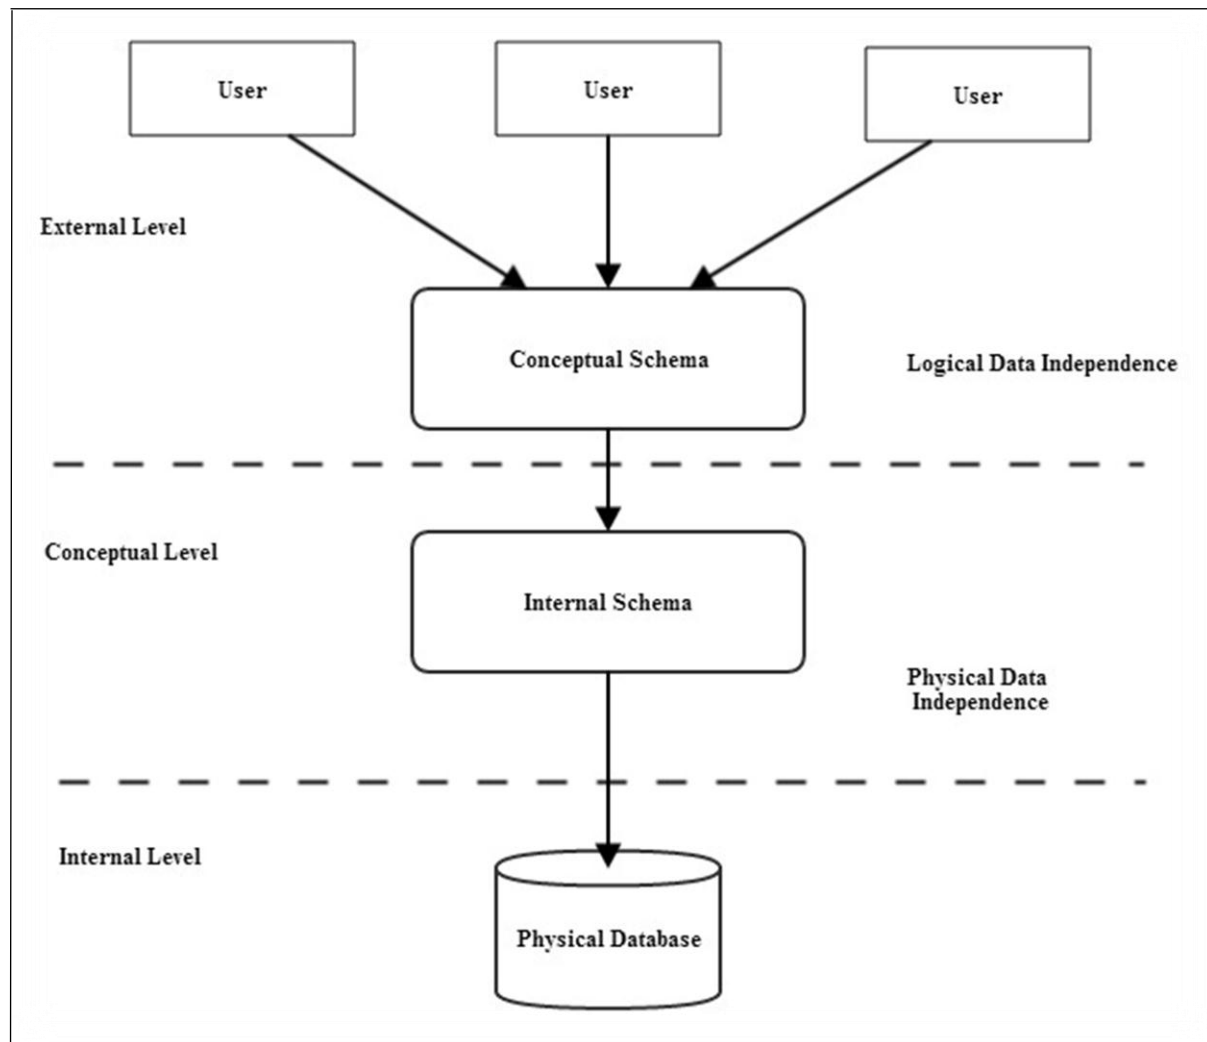 User
User
User
External Level
Conceptual Schema
Logical Data Independence
Conceptual Level
Internal Schema
Physical Data
Independence
Internal Level
Physical Database